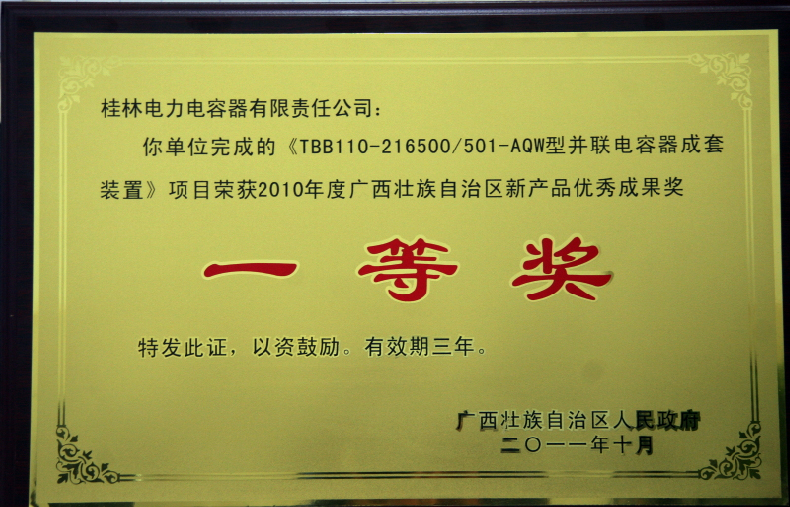 桂林电力电容器有限责任公司：
你单位完成的《TBB110-216500/501-AQW型并联电容器成套
装置》项目荣获2010年度广西壮族自治区新产品优秀成果奖
一等奖
特发此证，以资鼓励。有效期三年。
广西壮族自治区人民政府
二〇一一年十月